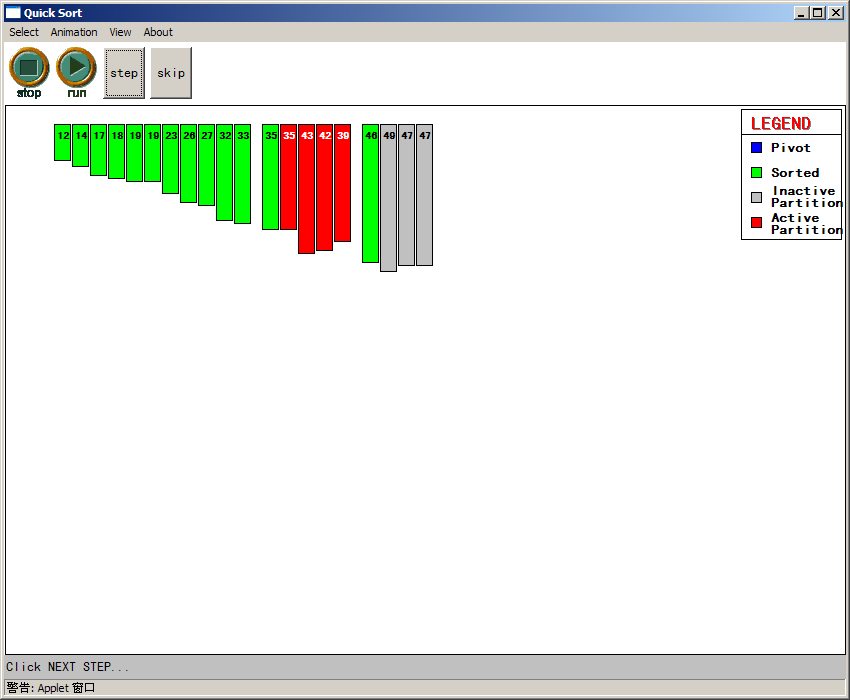 Quick Sort
Select Animation View About
stop run step skip
12 14 17 18 19 19 23 26 27 32 33 35 35 43 42 39 46 49 47 47
LEGEND
Pivot
Sorted
Inactive
Partition
Active
Partition
Click NEXT STEP...
警告: Applet 窗口